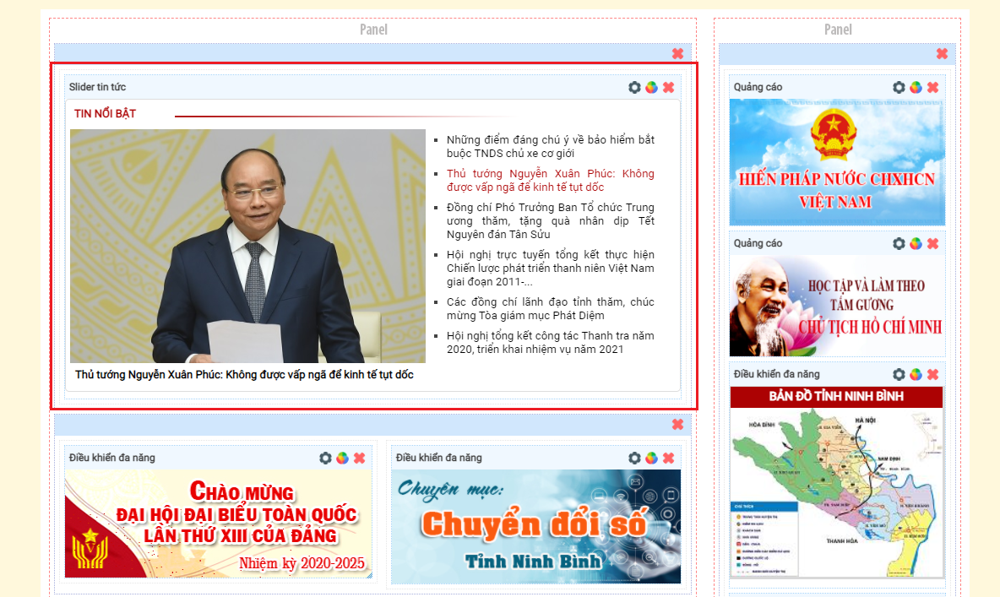 Panel
Slider tin tức
TIN NỔI BẬT
Những điểm đáng chú ý về bảo hiểm bắt
buộc TNDS chủ xe cơ giới
Thủ tướng Nguyễn Xuân Phúc: Không
được vấp ngã để kinh tế tụt dốc
Đồng chí Phó Trưởng Ban Tổ chức Trung
ương thăm, tặng quà nhân dịp Tết
Nguyên đán Tân Sửu
Hội nghị trực tuyến tổng kết thực hiện
Chiến lược phát triển thanh niên Việt Nam
giai đoạn 2011-...
Các đồng chí lãnh đạo tỉnh thăm, chúc
mừng Tòa giám mục Phát Diệm
Hội nghị tổng kết công tác Thanh tra năm
2020, triển khai nhiệm vụ năm 2021
Thủ tướng Nguyễn Xuân Phúc: Không được vấp ngã để kinh tế tụt dốc
Điều khiển đa năng
CHÀO MỪNG
ĐẠI HỘI ĐẠI BIỂU TOÀN QUỐC
LẦN THỨ XIII CỦA ĐẢNG
Nhiệm kỳ 2020-2025
Điều khiển đa năng
Chuyên mục:
Chuyển đổi số
Tỉnh Ninh Bình
Panel
Quảng cáo
HIẾN PHÁP NƯỚC CHXHCN
VIỆT NAM
Quảng cáo
HỌC TẬP VÀ LÀM THEO
TẤM GƯƠNG
CHỦ TỊCH HỒ CHÍ MINH
Điều khiển đa năng
BẢN ĐỒ TỈNH NINH BÌNH
HÒA BÌNH
HÀ NỘI
NAM ĐỊNH
THANH HÓA